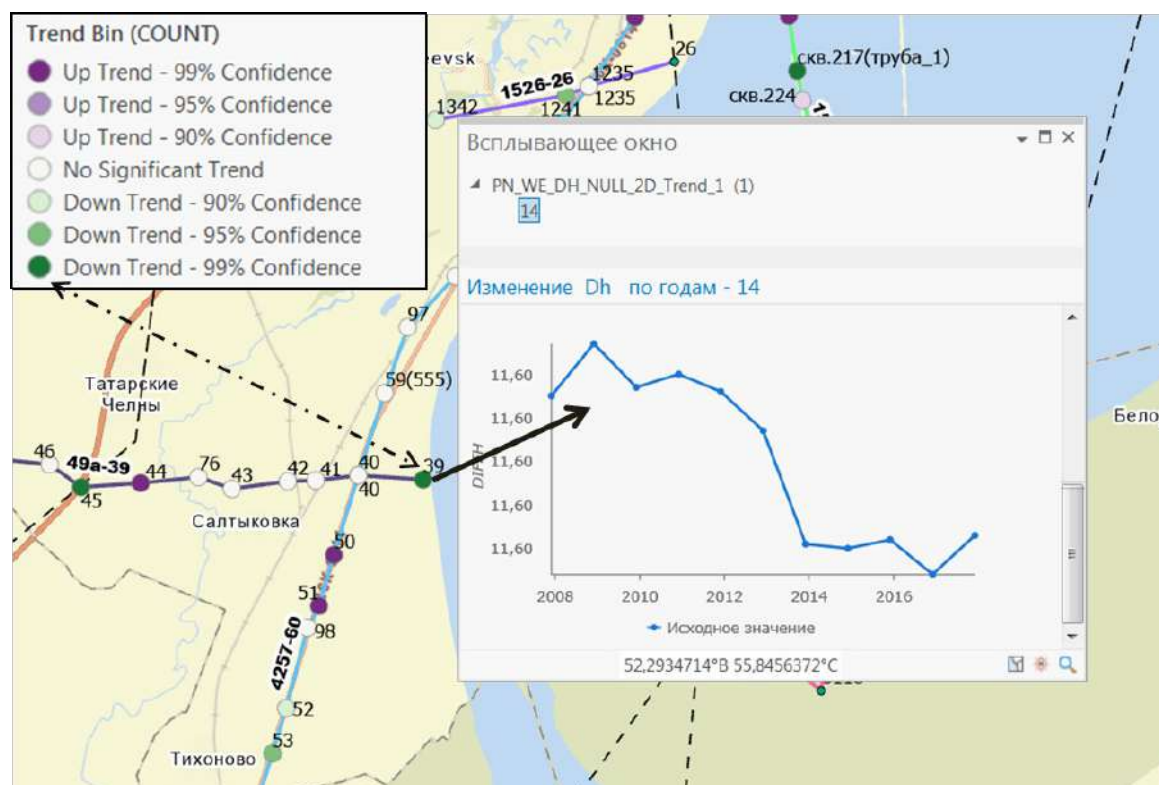 Trend Bin (COUNT)
Up Trend - 99% Confidence
Up Trend - 95% Confidence
Up Trend - 90% Confidence
No Significant Trend
Down Trend - 90% Confidence
Down Trend - 95% Confidence
Down Trend - 99% Confidence
eevsk
1526-26
26
1235
1235
1342
1241
скв.217(труба_1)
скв.224
Всплывающее окно
PN_WE_DH_NULL_2D_Trend_1 (1)
14
Изменение Dh по годам - 14
11,60
11,60
11,60
11,60
11,60
2008
2010
2012
2014
2016
Исходное значение
52,2934714°В 55,8456372°С
97
59(555)
Татарские
Челны
46
49а-39
44
76
43
42
41
40
40
39
45
Салтыковка
50
51
98
4257-60
52
53
Тихоново
Бело